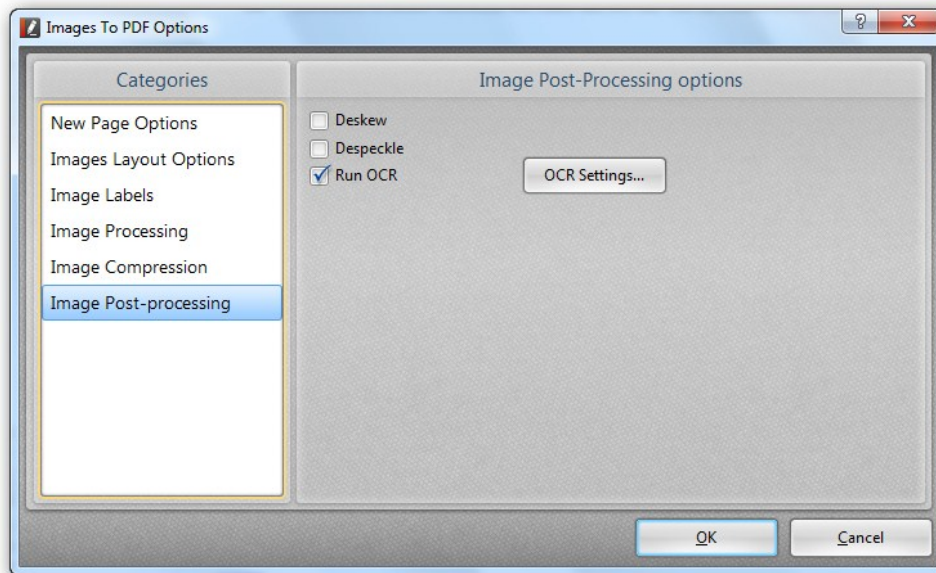 Images To PDF Options
?
Categories
New Page Options
Images Layout Options
Image Labels
Image Processing
Image Compression
Image Post-processing
Image Post-Processing options
Deskew
Despeckle
Run OCR
OCR Settings...
OK
Cancel